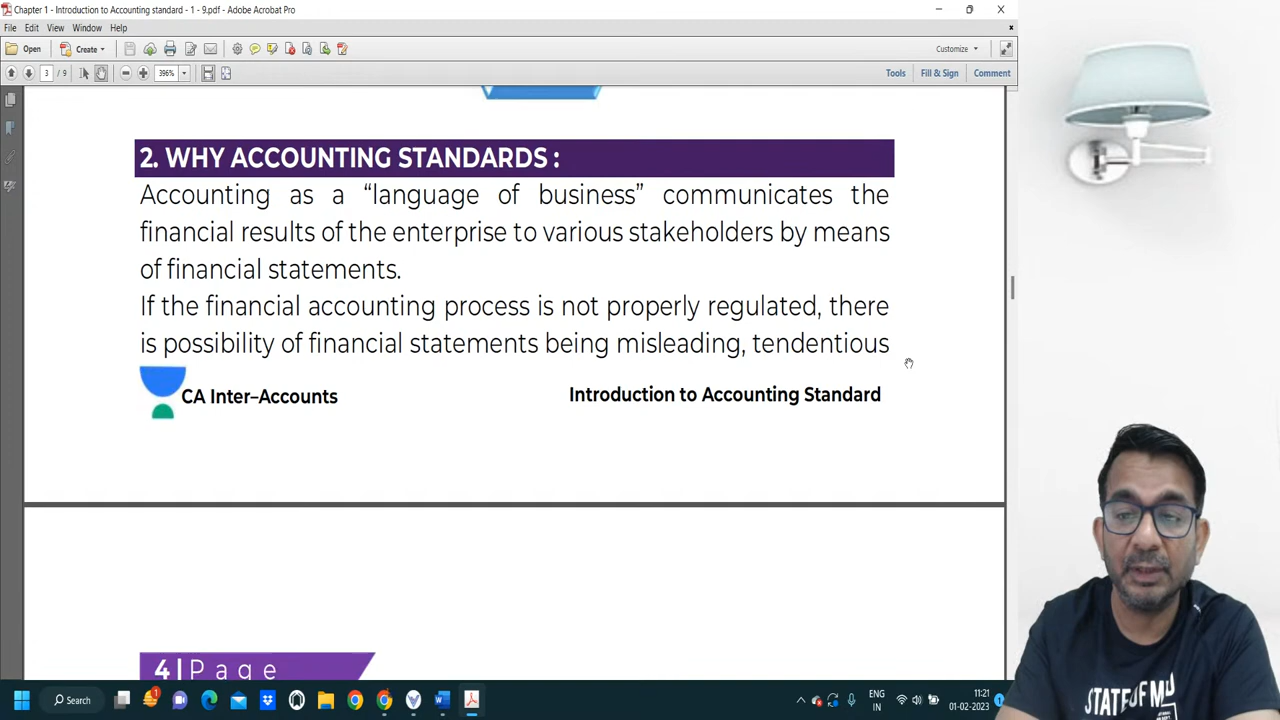 Chapter 1 - Introduction to Accounting standard - 1 - 9.pdf - Adobe Acrobat Pro
File Edit View Window Help
Open Create Customize
3 / 9 396% Tools Fill & Sign Comment
2. WHY ACCOUNTING STANDARDS :
Accounting as a “language of business” communicates the
financial results of the enterprise to various stakeholders by means
of financial statements.
If the financial accounting process is not properly regulated, there
is possibility of financial statements being misleading, tendentious
CA Inter–Accounts Introduction to Accounting Standard
4 | P a g e
Search
ENG
IN
11:21
01-02-2023
STATE OF